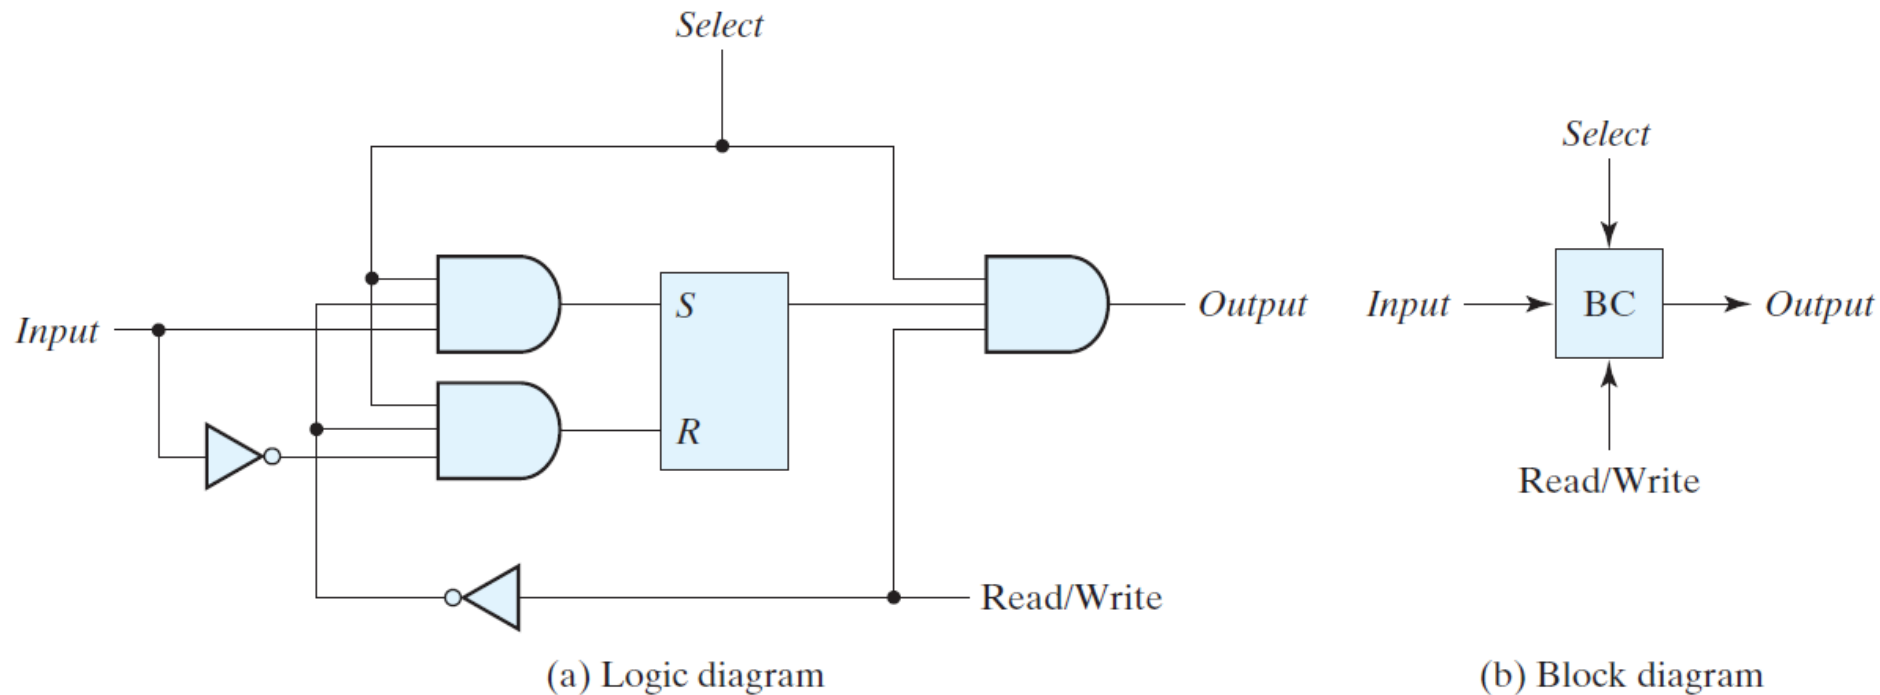 Select
Input
S
R
Output
Read/Write
(a) Logic diagram
Select
Input
BC
Output
Read/Write
(b) Block diagram